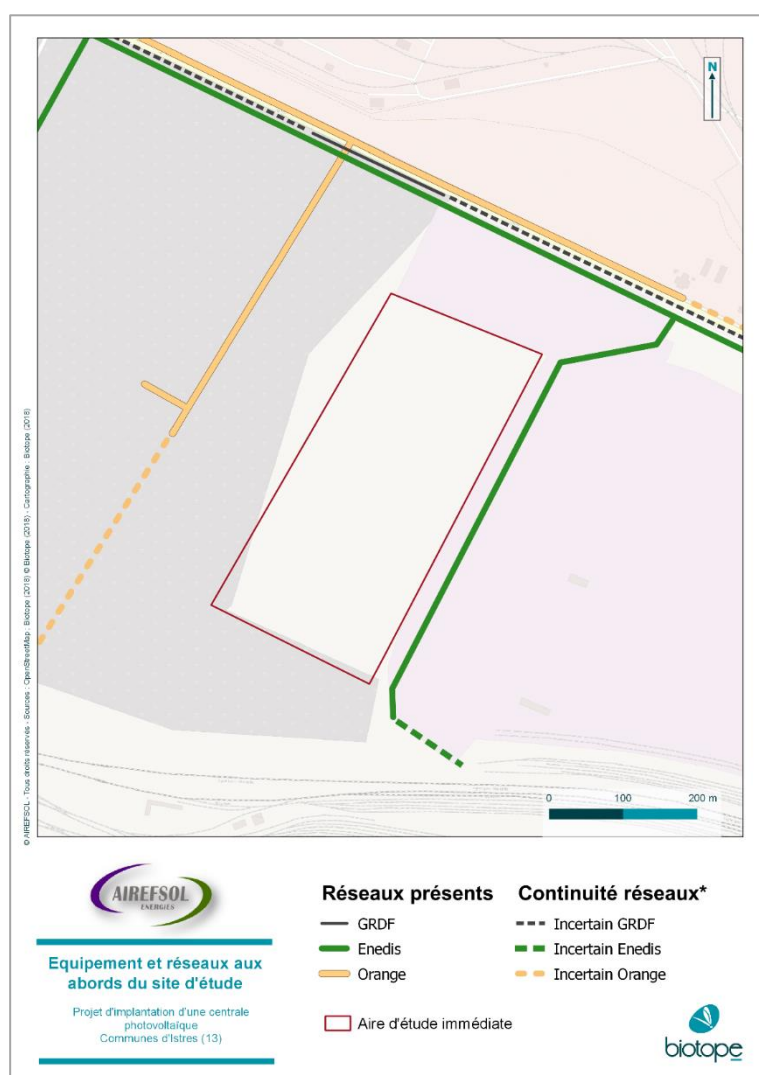 N
© AIREFSOL - Tous droits réservés - Sources : OpenStreetMap : Biotope (2018) © Biotope (2018) - Cartographie : Biotope (2018)
0 100 200 m
AIREFSOL
ENERGIES
Equipement et réseaux aux
abords du site d'étude
Projet d'implantation d'une centrale
photovoltaïque
Communes d'Istres (13)
Réseaux présents
GRDF
Enedis
Orange
Aire d'étude immédiate
Continuité réseaux*
Incertain GRDF
Incertain Enedis
Incertain Orange
biotope